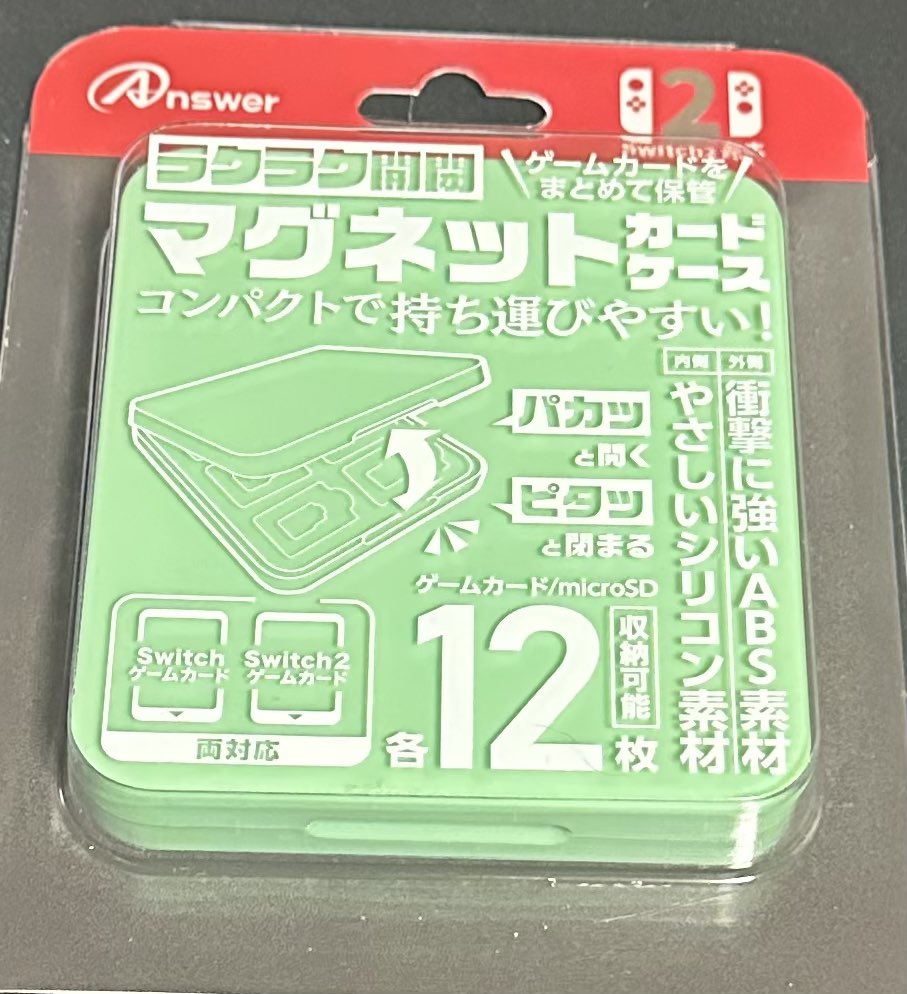 Answer
2
ラクラク開閉
ゲームカードを
まとめて保管
マグネットカード
ケース
コンパクトで持ち運びやすい!
内側
やさしいシリコン素材
外側
衝撃に強いABS素材
パカッ
と開く
ピタッ
と閉まる
ゲームカード/microSD
各12枚
収納可能
Switch
ゲームカード
Switch2
ゲームカード
両対応